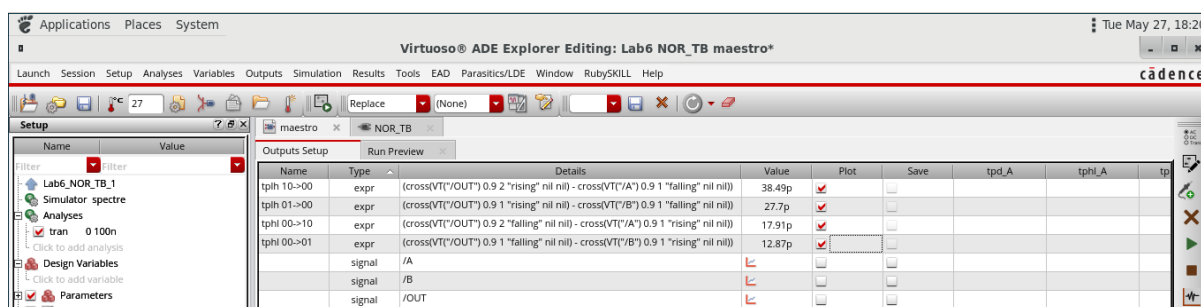 Applications Places System Tue May 27, 18:20
Virtuoso® ADE Explorer Editing: Lab6 NOR_TB maestro*
Launch Session Setup Analyses Variables Outputs Simulation Results Tools EAD Parasitics/LDE Window RubySKILL Help cādence
°C 27 Replace (None)
Setup maestro NOR_TB
Name Value Outputs Setup Run Preview
Filter Filter Name Type Details Value Plot Save tpd_A tphl_A tp
Lab6_NOR_TB_1 tplh 10->00 expr (cross(VT("/OUT") 0.9 2 "rising" nil nil) - cross(VT("/A") 0.9 1 "falling" nil nil)) 38.49p
Simulator spectre tplh 01->00 expr (cross(VT("/OUT") 0.9 1 "rising" nil nil) - cross(VT("/B") 0.9 1 "falling" nil nil)) 27.7p
Analyses tphl 00->10 expr (cross(VT("/OUT") 0.9 2 "falling" nil nil) - cross(VT("/A") 0.9 1 "rising" nil nil)) 17.91p
tran 0 100n tphl 00->01 expr (cross(VT("/OUT") 0.9 1 "falling" nil nil) - cross(VT("/B") 0.9 1 "rising" nil nil)) 12.87p
Click to add analysis
Design Variables signal /A
Click to add variable signal /B
Parameters signal /OUT
AC
DC
Trans